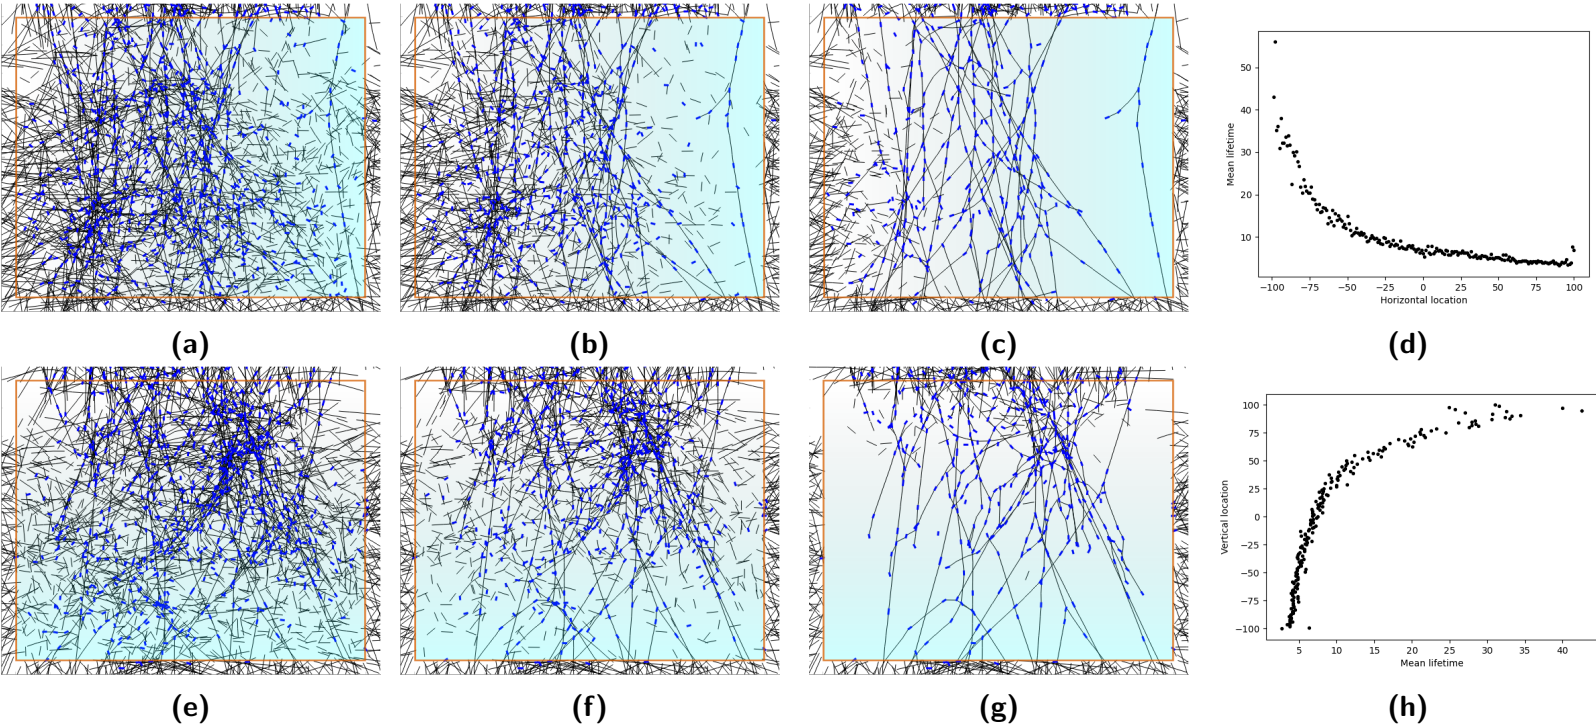 50
40
30
20
10
Mean lifetime
−100 −75 −50 −25 0 25 50 75 100
Horizontal location
(a) (b) (c) (d)
100
75
50
25
0
−25
−50
−75
−100
Vertical location
5 10 15 20 25 30 35 40
Mean lifetime
(e) (f) (g) (h)